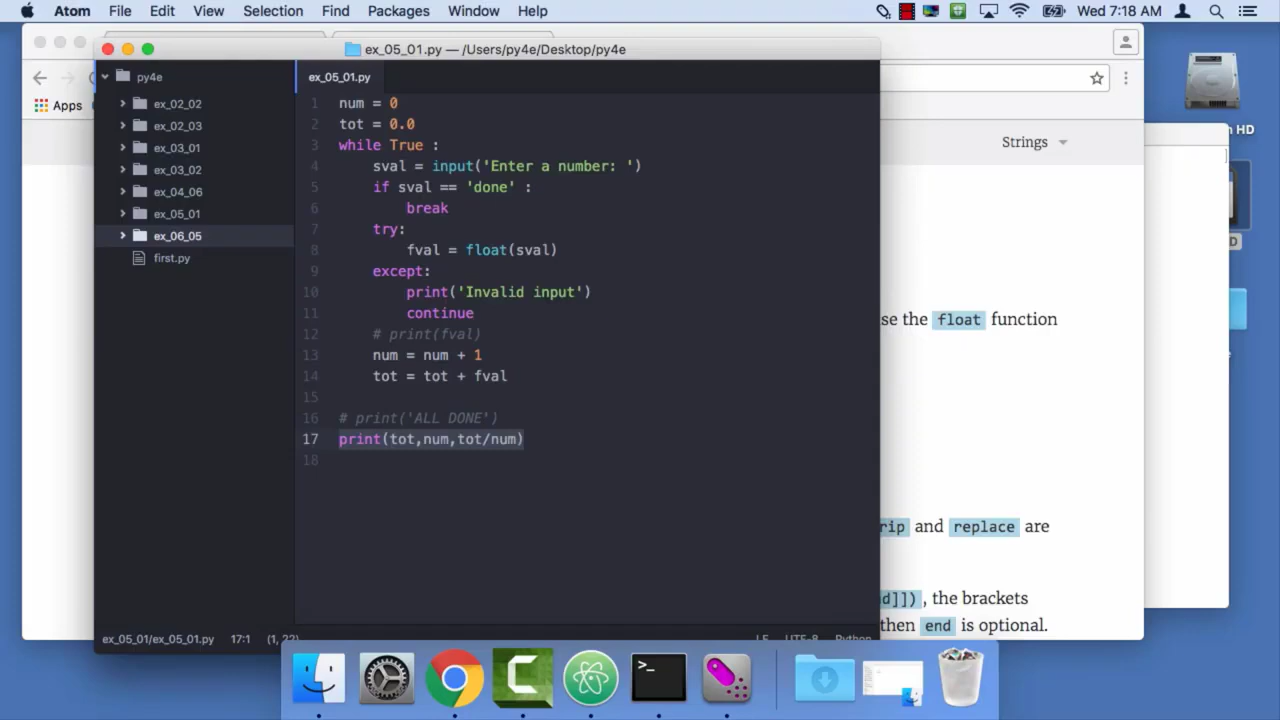 Atom File Edit View Selection Find Packages Window Help Wed 7:18 AM
ex_05_01.py — /Users/py4e/Desktop/py4e
Apps
py4e
ex_02_02
ex_02_03
ex_03_01
ex_03_02
ex_04_06
ex_05_01
ex_06_05
first.py
ex_05_01.py
1 num = 0
2 tot = 0.0
3 while True :
4 sval = input('Enter a number: ')
5 if sval == 'done' :
6 break
7 try:
8 fval = float(sval)
9 except:
10 print('Invalid input')
11 continue
12 # print(fval)
13 num = num + 1
14 tot = tot + fval
15
16 # print('ALL DONE')
17 print(tot,num,tot/num)
18
ex_05_01/ex_05_01.py 17:1 (1, 22) LF UTF-8 Python
Strings
se the float function
rip and replace are
d]]), the brackets
then end is optional.
HD
D
>_